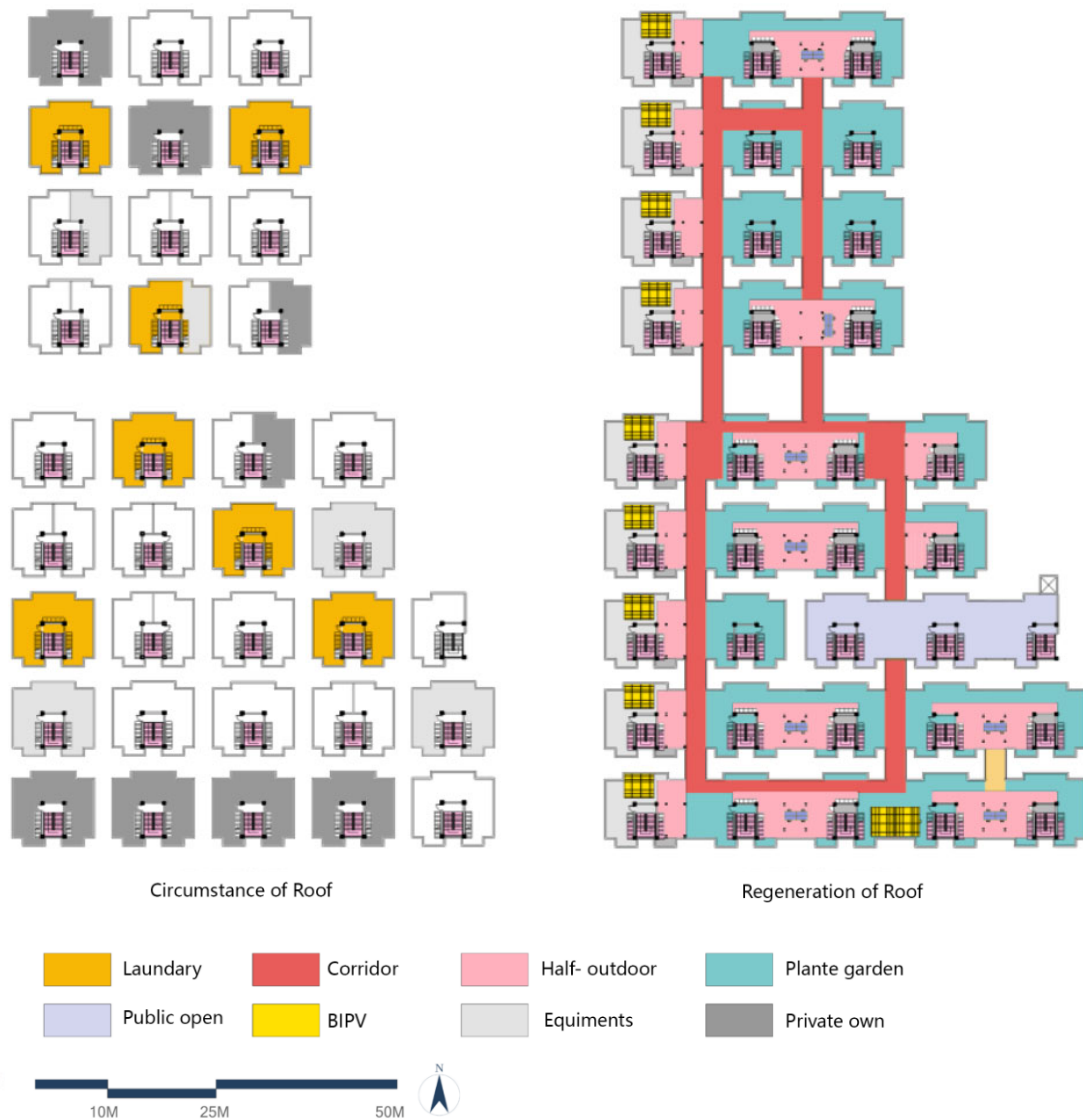 Circumstance of Roof
Regeneration of Roof
Laundary
Corridor
Half- outdoor
Plante garden
Public open
BIPV
Equiments
Private own
10M
25M
50M
N